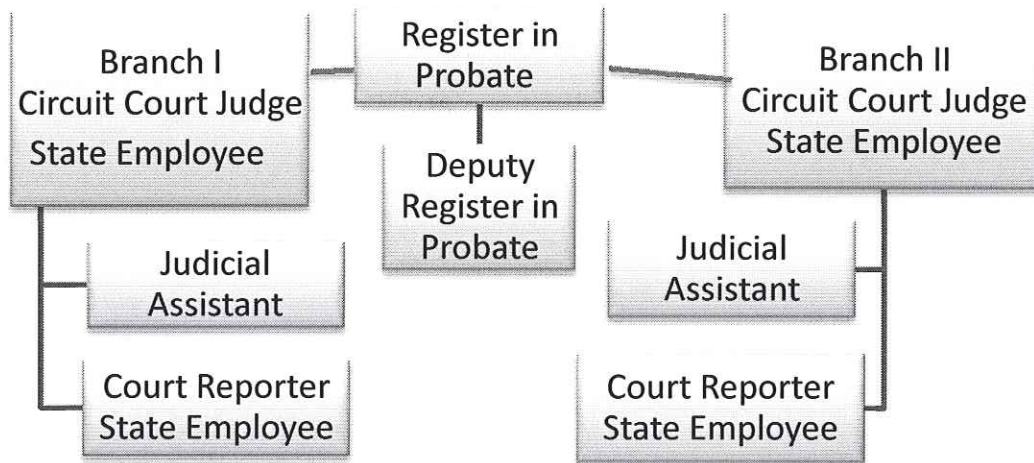 Branch I
Circuit Court Judge
State Employee
Register in
Probate
Branch II
Circuit Court Judge
State Employee
Deputy
Register in
Probate
Judicial
Assistant
Judicial
Assistant
Court Reporter
State Employee
Court Reporter
State Employee